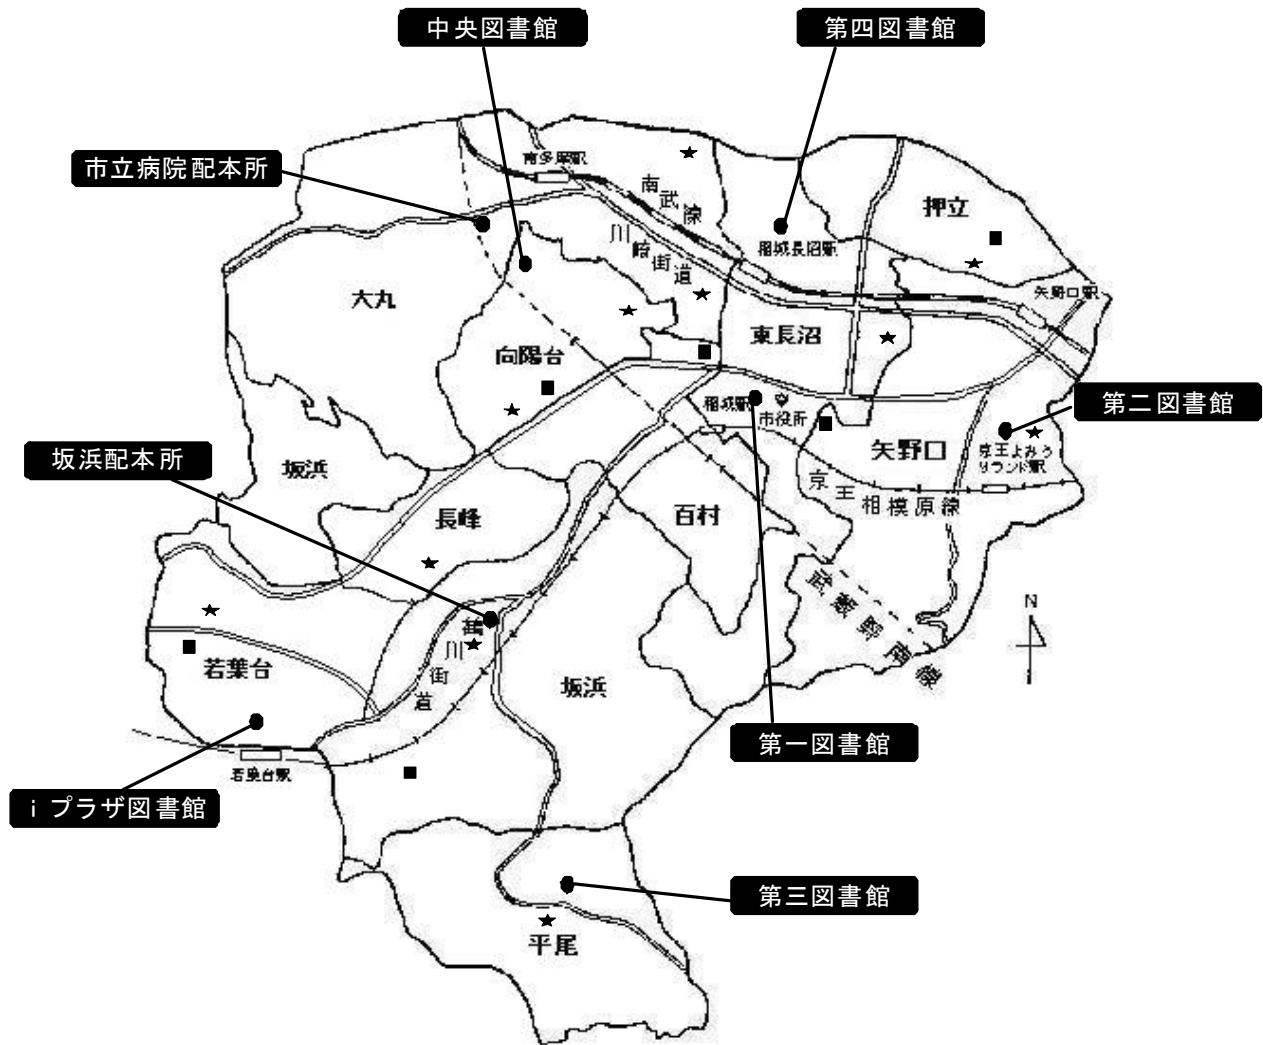 中央図書館
第四図書館
市立病院配本所
南多摩駅
南武線
押立
川崎街道
稲城長沼駅
大丸
矢野口駅
東長沼
向陽台
稲城駅
市役所
第二図書館
矢野口
京王よみうり
ランド駅
坂浜配本所
坂浜
京王相模原線
長峰
百村
武蔵野南線
N
鶴川街道
若葉台
坂浜
第一図書館
若葉台駅
iプラザ図書館
第三図書館
平尾